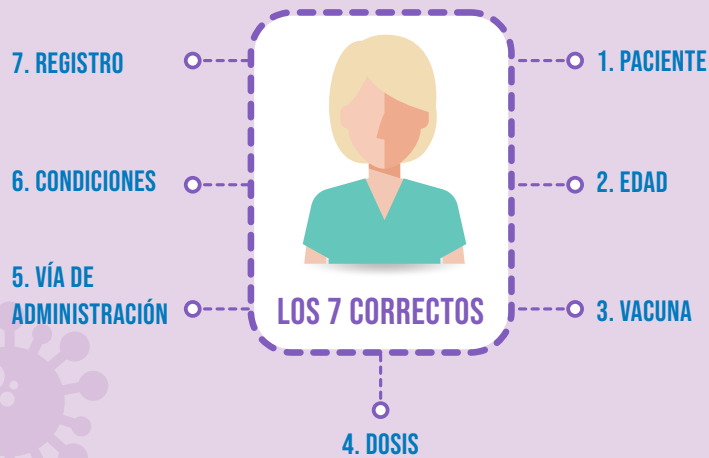 7. REGISTRO
1. PACIENTE
6. CONDICIONES
2. EDAD
5. VÍA DE
ADMINISTRACIÓN
LOS 7 CORRECTOS
3. VACUNA
4. DOSIS